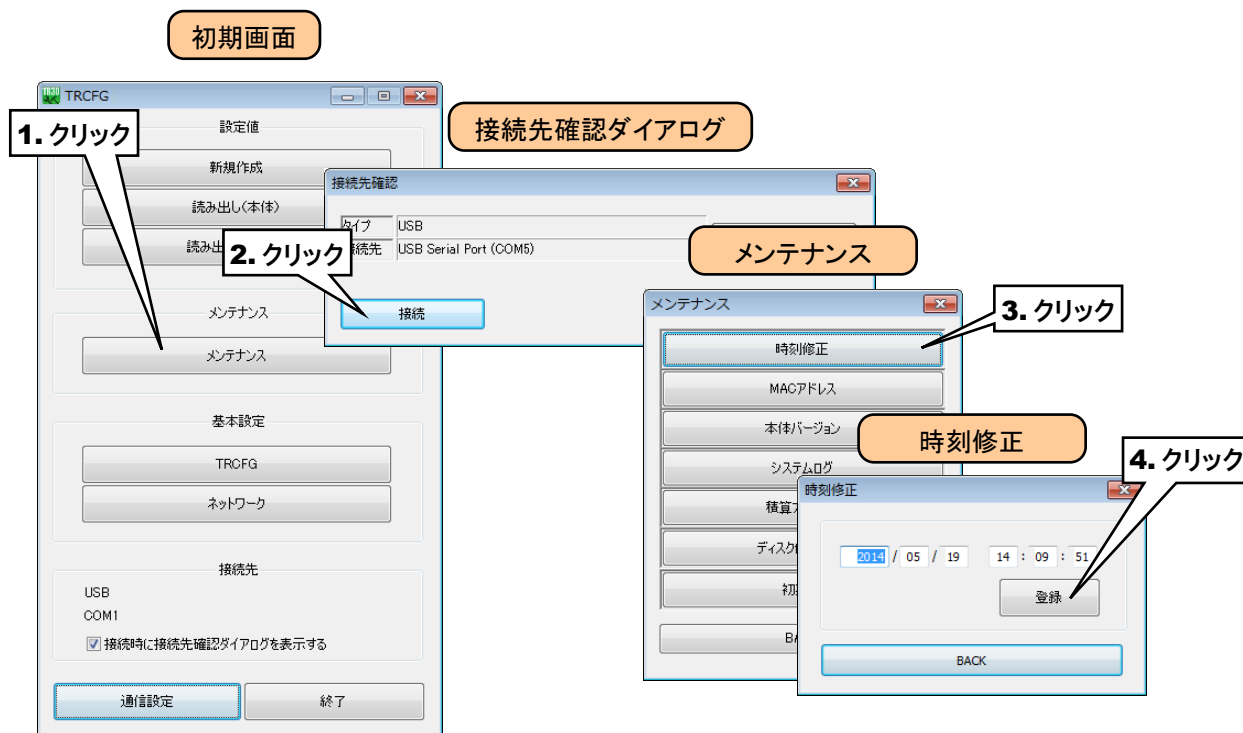 初期画面
TRCFG
1. クリック
設定値
新規作成
読み出し(本体)
読み出
接続先確認ダイアログ
接続先確認
タイプ USB
接続先 USB Serial Port (COM5)
2. クリック
接続
メンテナンス
メンテナンス
基本設定
TRCFG
ネットワーク
接続先
USB
COM1
接続時に接続先確認ダイアログを表示する
通信設定 終了
メンテナンス
メンテナンス
3. クリック
時刻修正
MACアドレス
本体バージョン
システムログ
積算
ディスク
初
BA
時刻修正
4. クリック
時刻修正
2014 / 05 / 19 14 : 09 : 51
登録
BACK